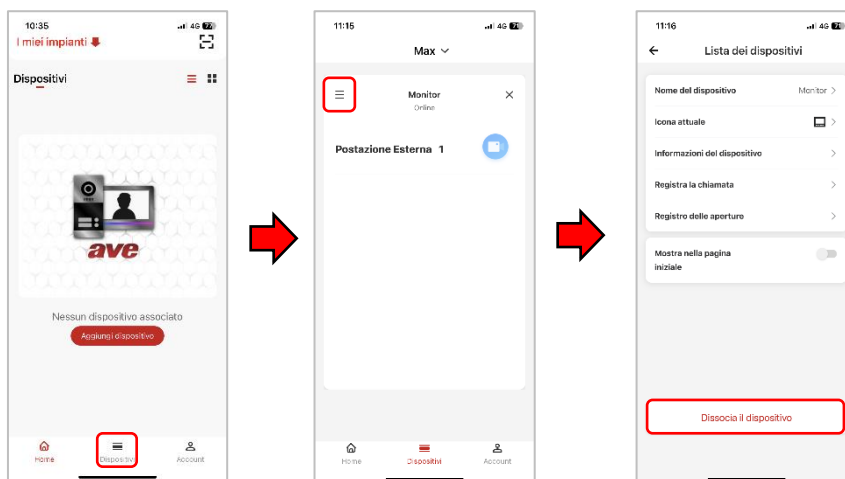 10:35
4G 77
I miei impianti
Dispositivi
ave
Nessun dispositivo associato
Aggiungi dispositivo
Home
Dispositivi
Account
11:15
4G
Max
Monitor
Online
Postazione Esterna 1
Home
Dispositivi
Account
11:16
4G
Lista dei dispositivi
Nome del dispositivo
Monitor
Icona attuale
Informazioni del dispositivo
Registra la chiamata
Registro delle aperture
Mostra nella pagina
iniziale
Dissocia il dispositivo